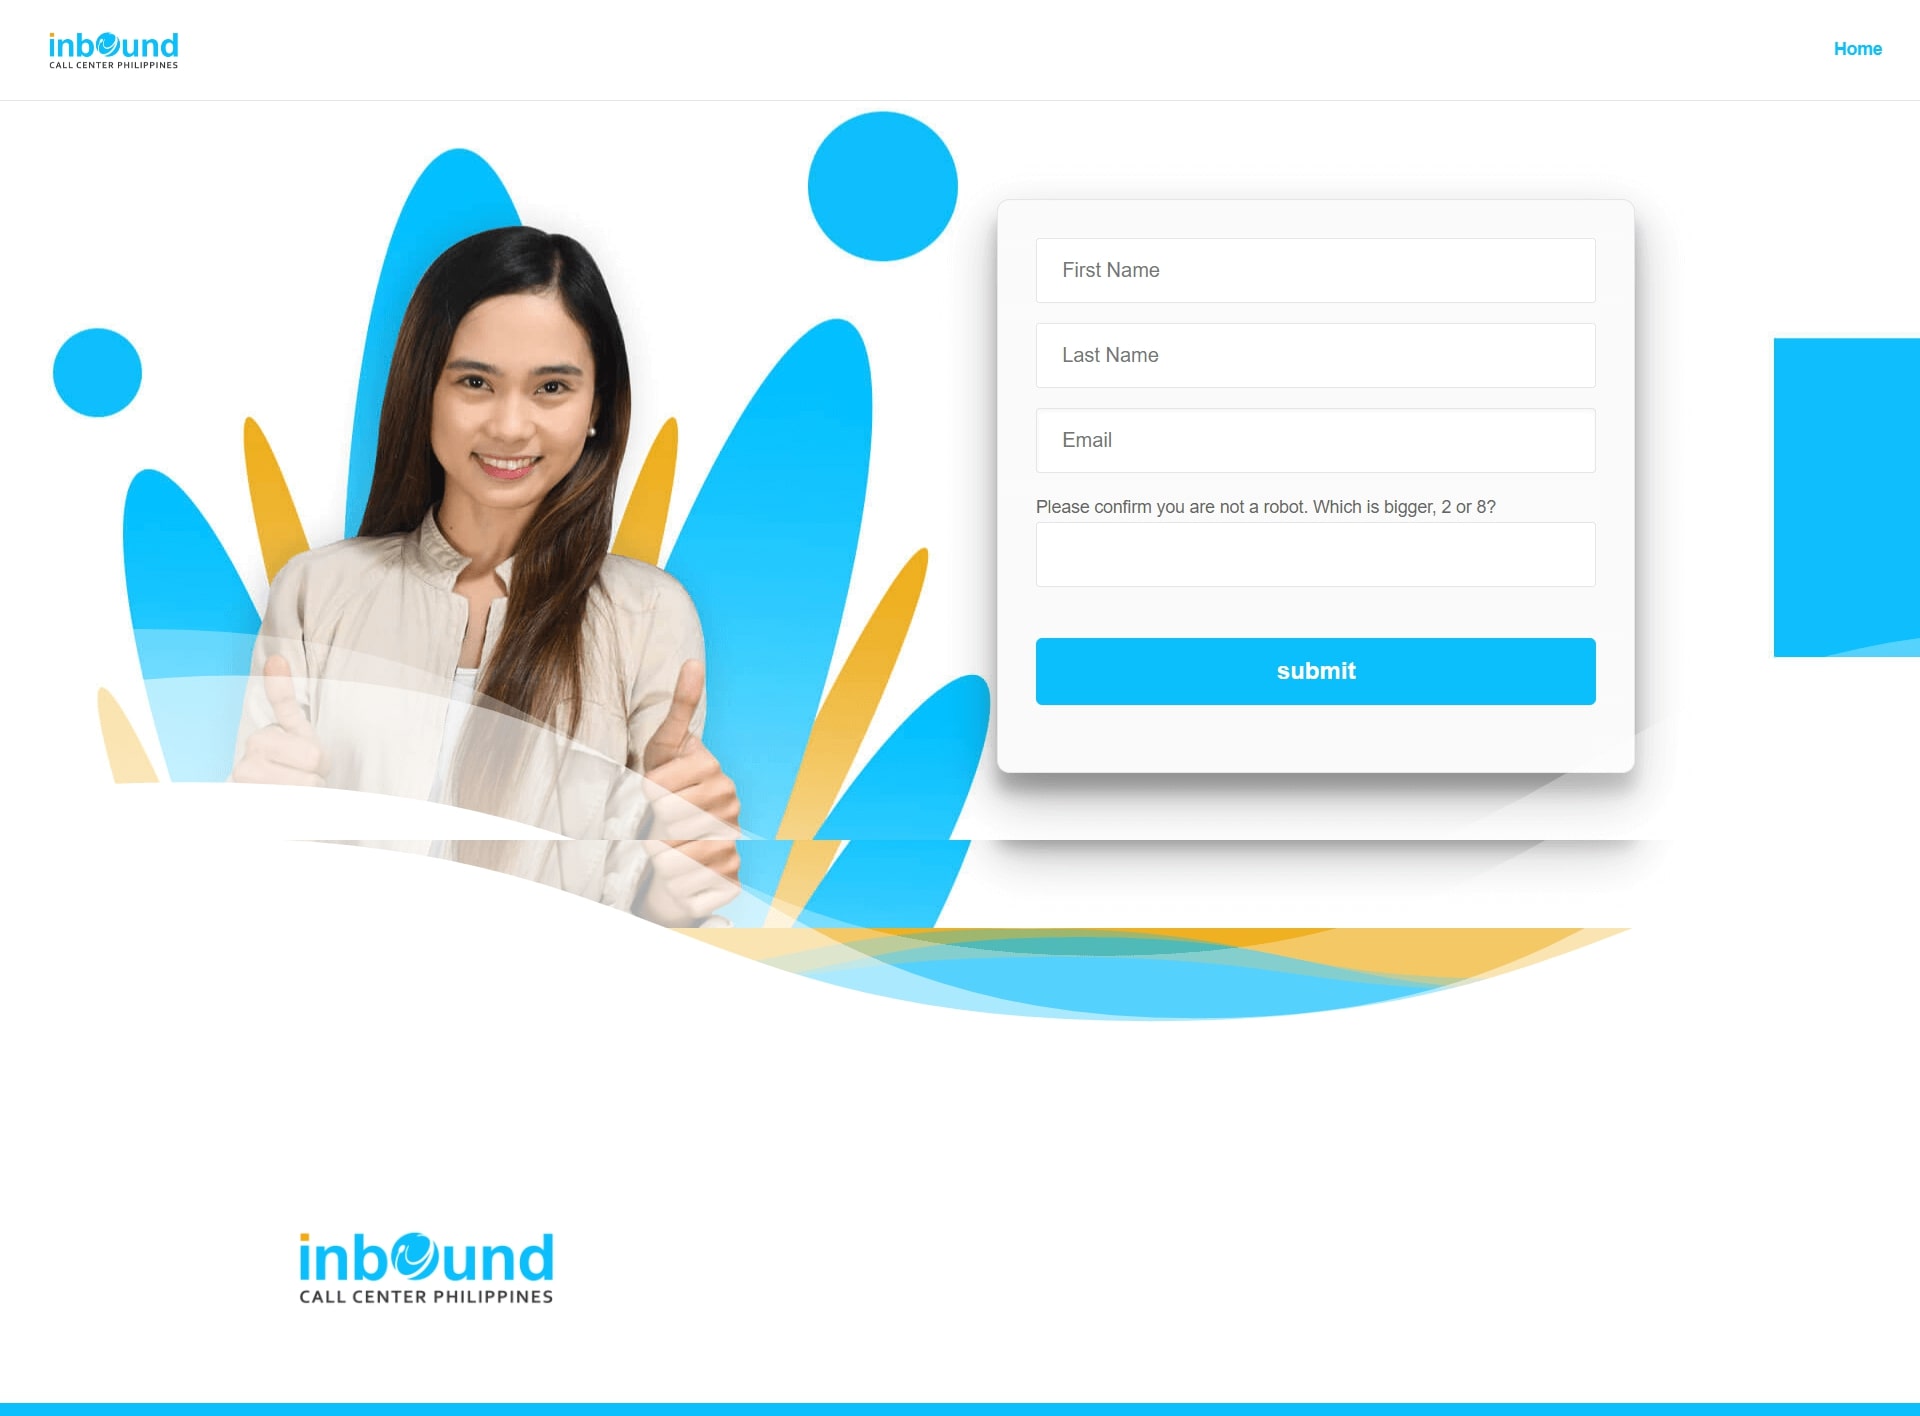 inbound
CALL CENTER PHILIPPINES
Home
First Name
Last Name
Email
Please confirm you are not a robot. Which is bigger, 2 or 8?
submit
inbound
CALL CENTER PHILIPPINES